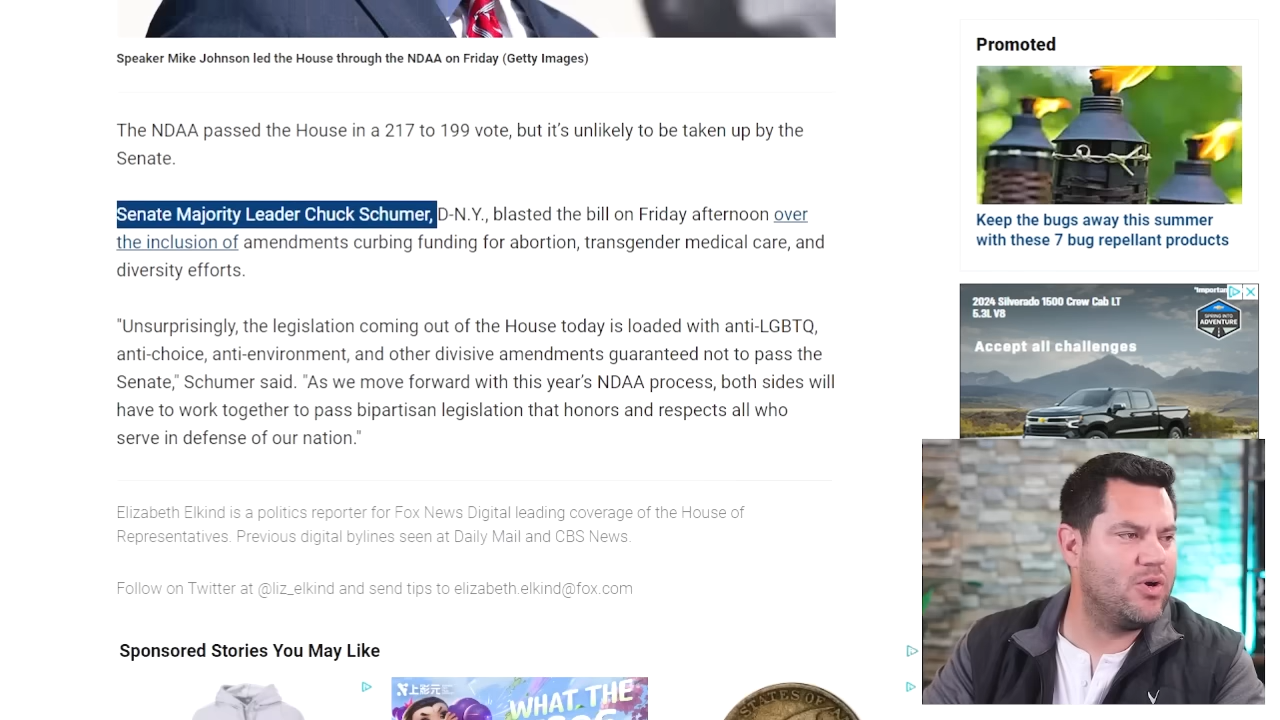 Speaker Mike Johnson led the House through the NDAA on Friday (Getty Images)
The NDAA passed the House in a 217 to 199 vote, but it's unlikely to be taken up by the
Senate.
Senate Majority Leader Chuck Schumer, D-N.Y., blasted the bill on Friday afternoon over
the inclusion of amendments curbing funding for abortion, transgender medical care, and
diversity efforts.
"Unsurprisingly, the legislation coming out of the House today is loaded with anti-LGBTQ,
anti-choice, anti-environment, and other divisive amendments guaranteed not to pass the
Senate," Schumer said. "As we move forward with this year's NDAA process, both sides will
have to work together to pass bipartisan legislation that honors and respects all who
serve in defense of our nation."
Elizabeth Elkind is a politics reporter for Fox News Digital leading coverage of the House of
Representatives. Previous digital bylines seen at Daily Mail and CBS News.
Follow on Twitter at @liz_elkind and send tips to elizabeth.elkind@fox.com
Sponsored Stories You May Like
上影元
WHAT THE
STATES OF A
Promoted
Keep the bugs away this summer
with these 7 bug repellant products
*Important
2024 Silverado 1500 Crew Cab LT
5.3L V8
SPRING INTO
ADVENTURE
Accept all challenges